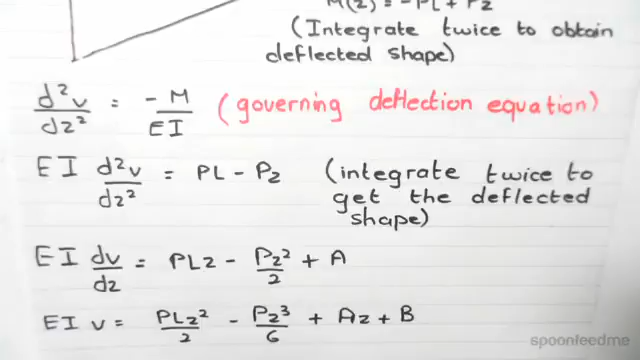 M(z) = -PL + Pz
(Integrate twice to obtain
deflected shape)
d²v/dz² = -M/EI (governing deflection equation)
EI d²v/dz² = PL - Pz (integrate twice to
get the deflected
shape)
EI dv/dz = PLz - Pz²/2 + A
EI v = PLz²/2 - Pz³/6 + Az + B
spoonfeedme